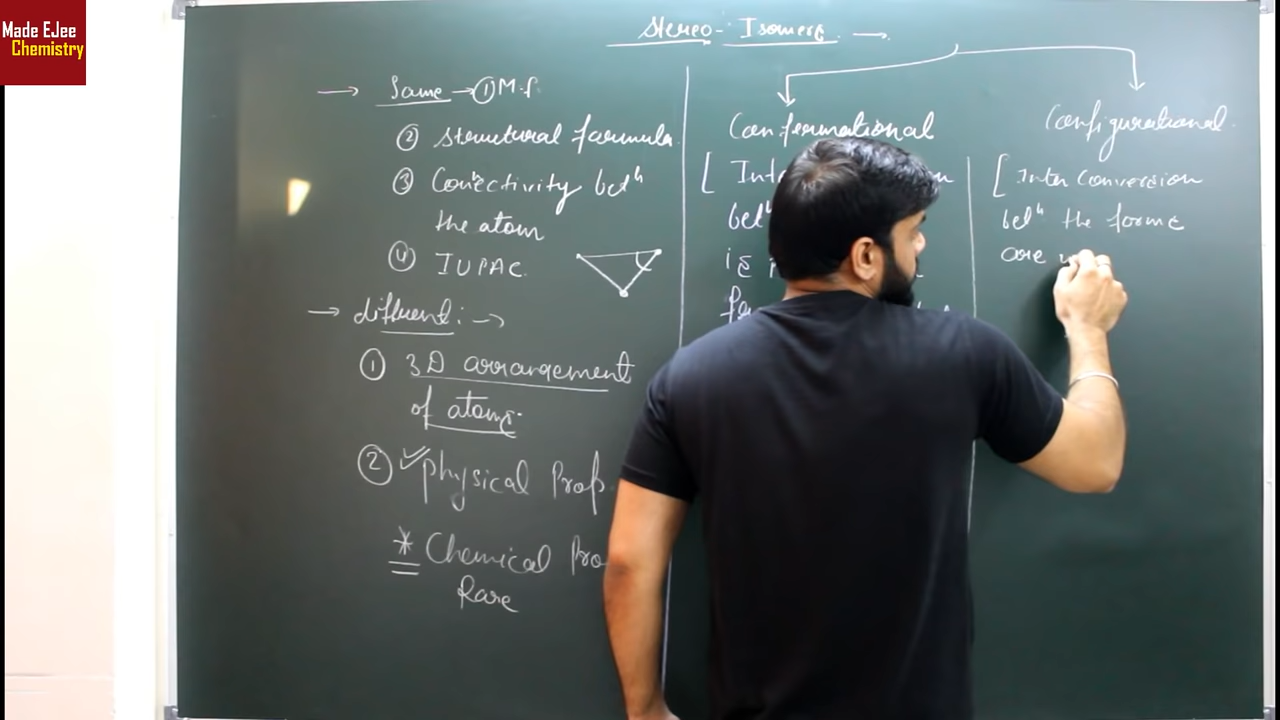 Made EJee
Chemistry
Stereo-Isomers →
→ Same → ① M.f.
② Structural formula
③ Connectivity betⁿ
the atom
④ IUPAC
→ different: →
① 3D arrangement
of atoms.
② ✓ Physical Prop.
* Chemical Pro
Rare
Conformational
[ Inte
betⁿ
is
Configurational
[ Inter Conversion
betⁿ the forms
are